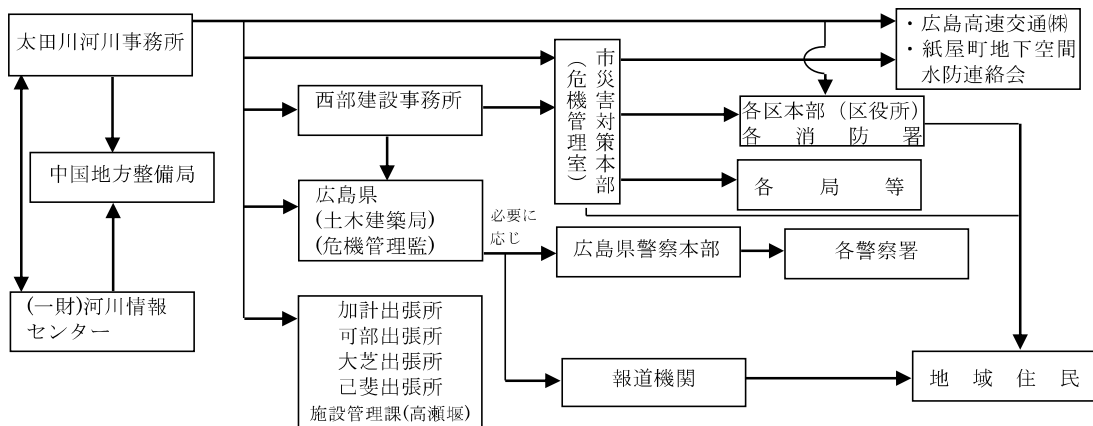 太田川河川事務所
中国地方整備局
(一財)河川情報
センター
西部建設事務所
広島県
(土木建築局)
(危機管理監)
加計出張所
可部出張所
大芝出張所
己斐出張所
施設管理課(高瀬堰)
必要に
応じ
市災害対策本部
(危機管理室)
広島県警察本部
報道機関
・広島高速交通㈱
・紙屋町地下空間
水防連絡会
各区本部（区役所）
各消防署
各局等
各警察署
地域住民